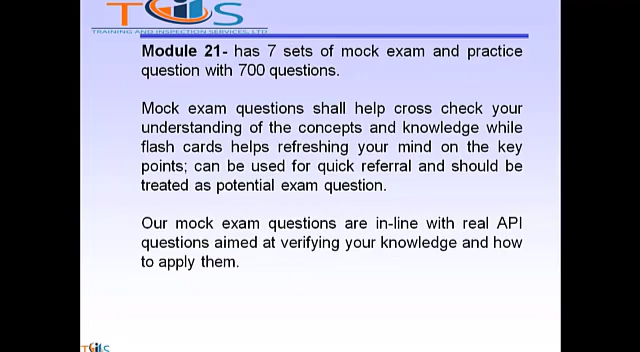 TIS
TRAINING AND INSPECTION SERVICES, LTD
Module 21- has 7 sets of mock exam and practice
question with 700 questions.
Mock exam questions shall help cross check your
understanding of the concepts and knowledge while
flash cards helps refreshing your mind on the key
points; can be used for quick referral and should be
treated as potential exam question.
Our mock exam questions are in-line with real API
questions aimed at verifying your knowledge and how
to apply them.